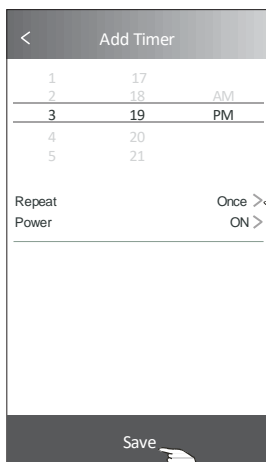 < Add Timer
1 17
2 18 AM
3 19 PM
4 20
5 21
Repeat Once >
Power ON >
Save